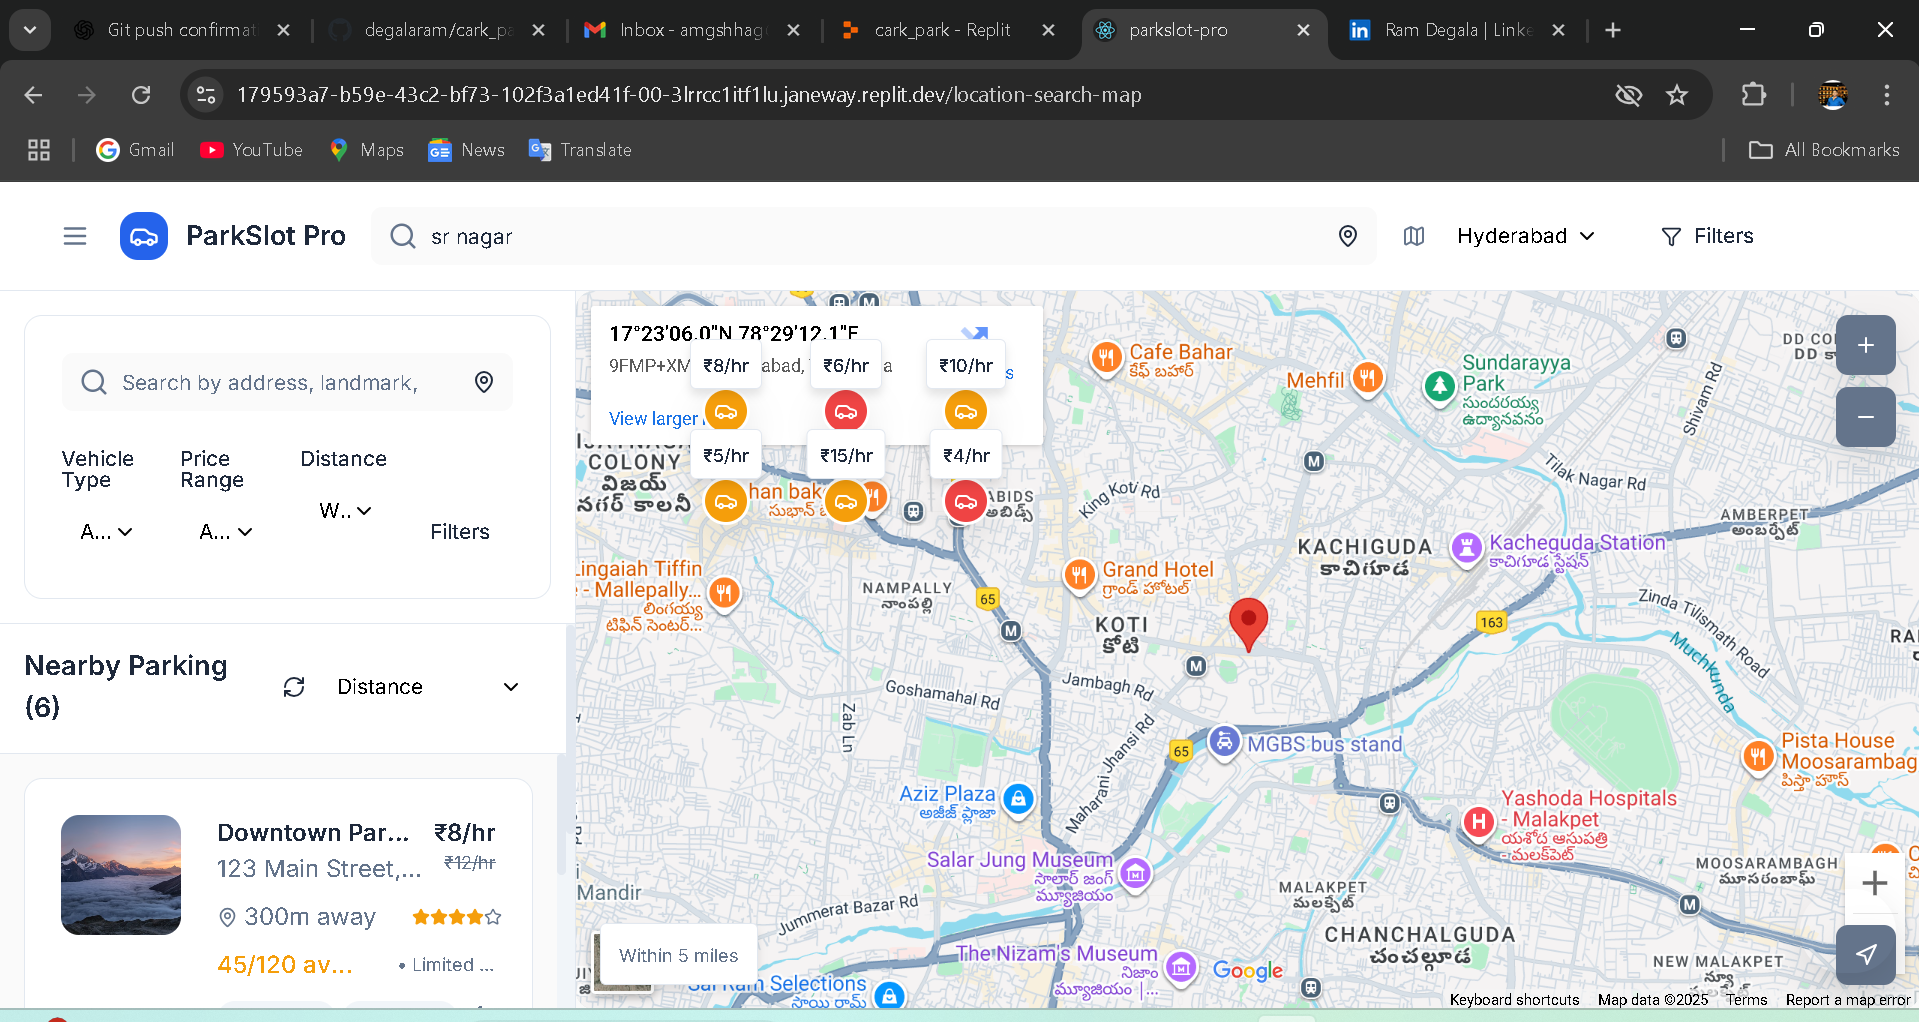 Git push confirmat
degalaram/cark_pa
Inbox - amgshhag
cark_park - Replit
parkslot-pro
Ram Degala | Linke
179593a7-b59e-43c2-bf73-102f3a1ed41f-00-3lrrcc1itf1lu.janeway.replit.dev/location-search-map
Gmail
YouTube
Maps
News
Translate
All Bookmarks
ParkSlot Pro
sr nagar
Hyderabad
Filters
Search by address, landmark,
Vehicle Type
Price Range
Distance
A...
A...
W...
Filters
Nearby Parking (6)
Distance
Downtown Par...
₹8/hr
123 Main Street,...
₹12/hr
300m away
45/120 av...
• Limited ...
17°23'06.0"N 78°29'12.1"E
9FMP+XM
abad,
₹8/hr
₹6/hr
₹10/hr
View larger
₹5/hr
₹15/hr
₹4/hr
COLONY
విజయ్
నగర్ కాలనీ
ABIDS
అబిడ్స్
King Koti Rd
Cafe Bahar
కేఫ్ బహార్
Mehfil
Sundarayya
Park
సుందరయ్య
ఉద్యానవనం
Shivam Rd
DD COL
Tilak Nagar Rd
AMBERPET
అంబర్పేట్
Lingaiah Tiffin
- Mallepally...
లింగయ్య
టిఫిన్ సెంటర్...
NAMPALLY
నాంపల్లి
65
Grand Hotel
గ్రాండ్ హోటల్
KACHIGUDA
కాచిగూడ
Kacheguda Station
కాచిగూడ స్టేషన్
163
Zinda Tilismath Road
Muchkunda
KOTI
కోటి
Jambagh Rd
Goshamahal Rd
Zab Ln
Maharani Jhansi Rd
65
MGBS bus stand
Pista House
Moosarambag
పిస్తా హౌస్
Aziz Plaza
అజీజ్ ప్లాజా
Yashoda Hospitals
- Malakpet
యశోద ఆసుపత్రి
- మలక్‌పేట్
Salar Jung Museum
సాలార్ జంగ్
మ్యూజియం
MOOSARAMBAGH
మూసరంబాఘ్
MALAKPET
మలక్పేట్
Mandir
Jummerat Bazar Rd
CHANCHALGUDA
చంచల్గూడ
The Nizam's Museum
నిజాం
మ్యూజియం |...
NEW MALAKPET
Within 5 miles
Sai Ram Selections
సాయి రామ్
Google
Keyboard shortcuts
Map data ©2025
Terms
Report a map error